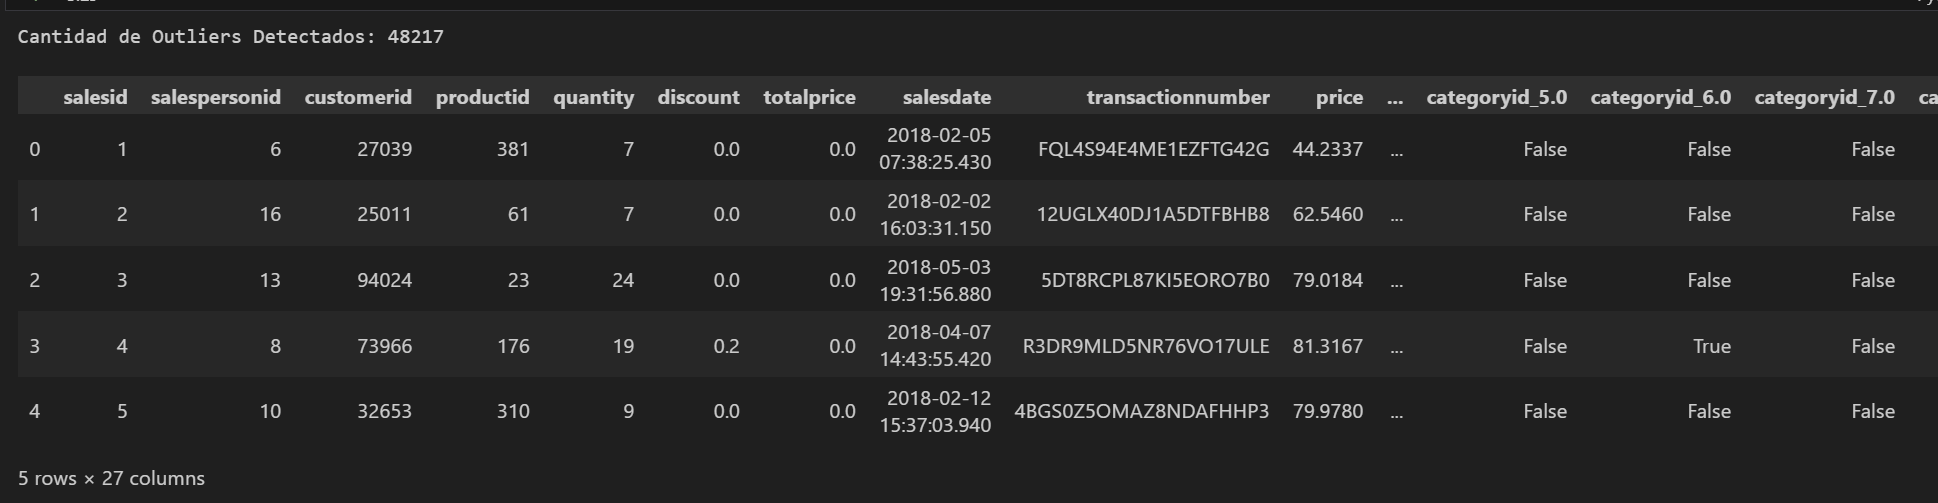 Cantidad de Outliers Detectados: 48217
salesid salespersonid customerid productid quantity discount totalprice salesdate transactionnumber price ... categoryid_5.0 categoryid_6.0 categoryid_7.0 ca
0 1 6 27039 381 7 0.0 0.0 2018-02-05 07:38:25.430 FQL4S94E4ME1EZFTG42G 44.2337 ... False False False
1 2 16 25011 61 7 0.0 0.0 2018-02-02 16:03:31.150 12UGLX40DJ1A5DTFBHB8 62.5460 ... False False False
2 3 13 94024 23 24 0.0 0.0 2018-05-03 19:31:56.880 5DT8RCPL87KI5EORO7B0 79.0184 ... False False False
3 4 8 73966 176 19 0.2 0.0 2018-04-07 14:43:55.420 R3DR9MLD5NR76VO17ULE 81.3167 ... False True False
4 5 10 32653 310 9 0.0 0.0 2018-02-12 15:37:03.940 4BGS0Z5OMAZ8NDAFHHP3 79.9780 ... False False False
5 rows × 27 columns